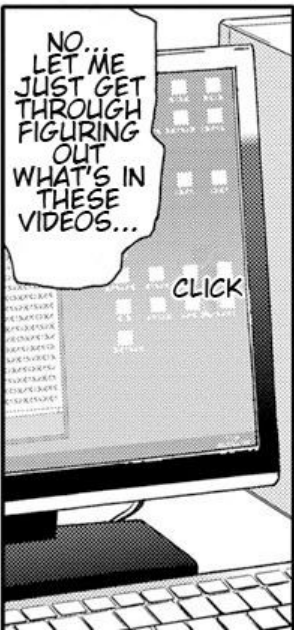 NO...
LET ME
JUST GET
THROUGH
FIGURING
OUT
WHAT'S IN
THESE
VIDEOS...
CLICK